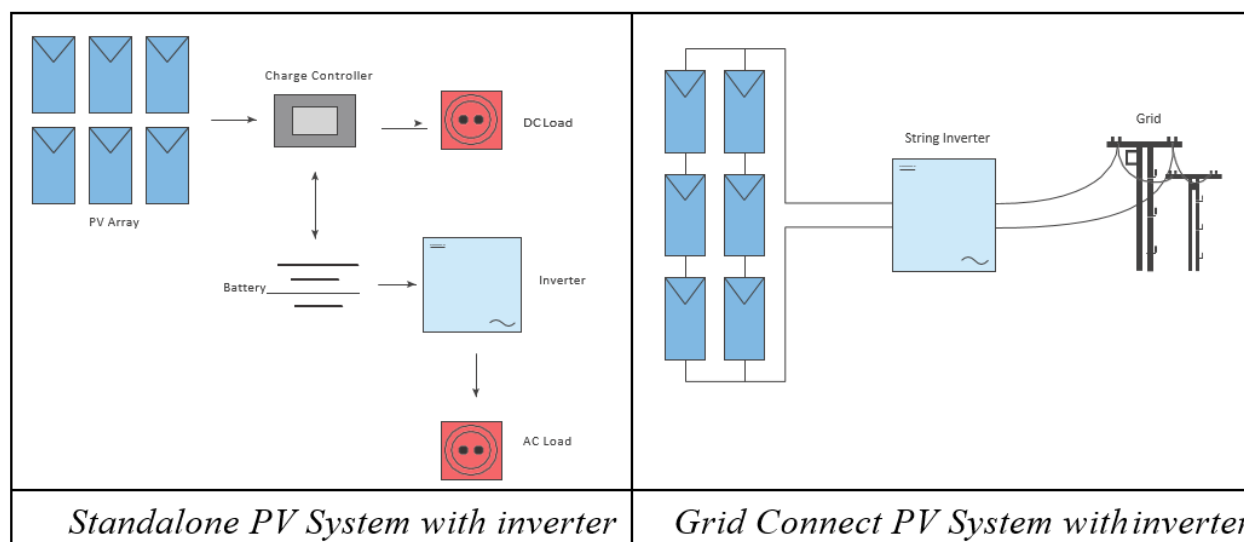 Charge Controller
DC Load
PV Array
Battery
Inverter
AC Load
Standalone PV System with inverter
String Inverter
Grid
Grid Connect PV System with inverter